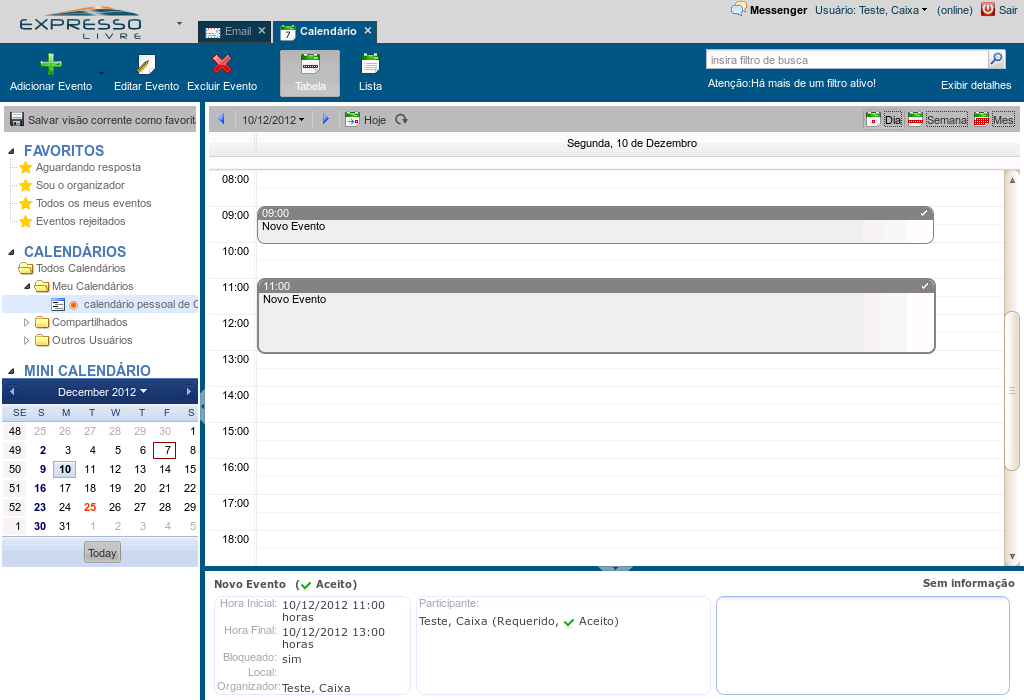 EXPRESSO
LIVRE
Email
Calendário
Messenger
Usuário: Teste, Caixa
(online)
Sair
Adicionar Evento
Editar Evento
Excluir Evento
Tabela
Lista
insira filtro de busca
Atenção:Há mais de um filtro ativo!
Exibir detalhes
Salvar visão corrente como favorit
10/12/2012
Hoje
Dia
Semana
Mes
FAVORITOS
Aguardando resposta
Sou o organizador
Todos os meus eventos
Eventos rejeitados
CALENDÁRIOS
Todos Calendários
Meu Calendários
calendário pessoal de C
Compartilhados
Outros Usuários
MINI CALENDÁRIO
December 2012
SE S M T W T F S
48 25 26 27 28 29 30 1
49 2 3 4 5 6 7 8
50 9 10 11 12 13 14 15
51 16 17 18 19 20 21 22
52 23 24 25 26 27 28 29
1 30 31 1 2 3 4 5
Today
Segunda, 10 de Dezembro
08:00
09:00
09:00
Novo Evento
10:00
11:00
11:00
Novo Evento
12:00
13:00
14:00
15:00
16:00
17:00
18:00
Novo Evento (Aceito)
Sem informação
Hora Inicial: 10/12/2012 11:00
horas
Hora Final: 10/12/2012 13:00
horas
Bloqueado: sim
Local:
Organizador: Teste, Caixa
Participante:
Teste, Caixa (Requerido, Aceito)